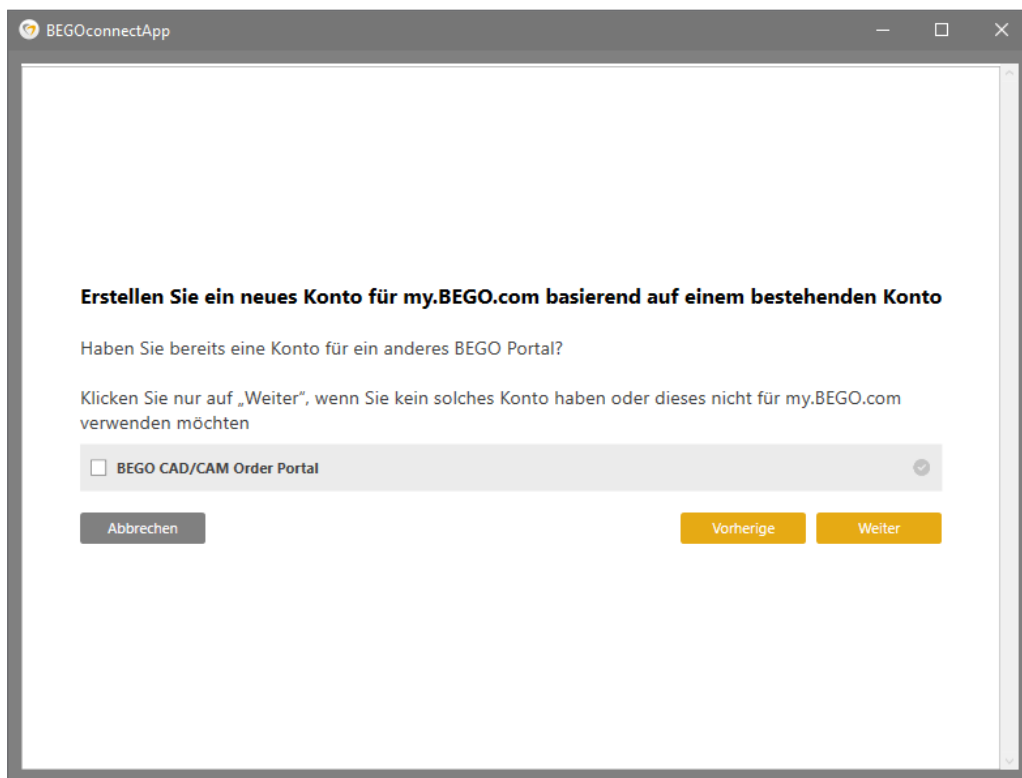 BEGOconnectApp
Erstellen Sie ein neues Konto für my.BEGO.com basierend auf einem bestehenden Konto
Haben Sie bereits eine Konto für ein anderes BEGO Portal?
Klicken Sie nur auf „Weiter“, wenn Sie kein solches Konto haben oder dieses nicht für my.BEGO.com
verwenden möchten
BEGO CAD/CAM Order Portal
Abbrechen
Vorherige
Weiter